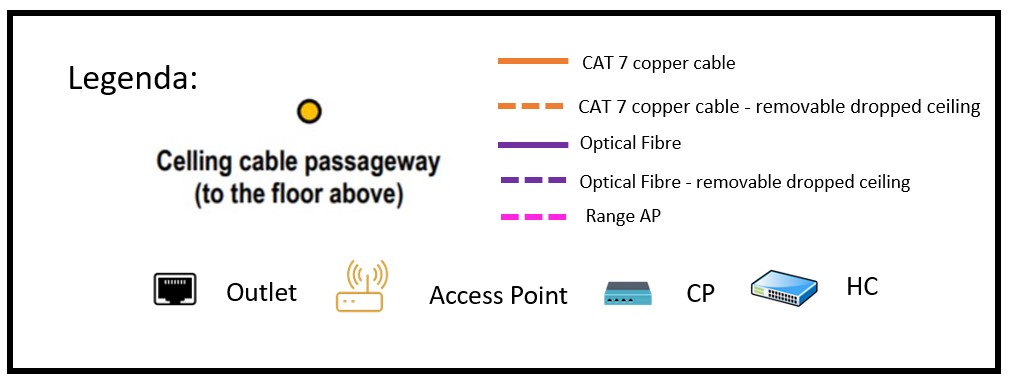 Legenda:
Celling cable passageway
(to the floor above)
CAT 7 copper cable
CAT 7 copper cable - removable dropped ceiling
Optical Fibre
Optical Fibre - removable dropped ceiling
Range AP
Outlet
Access Point
CP
HC